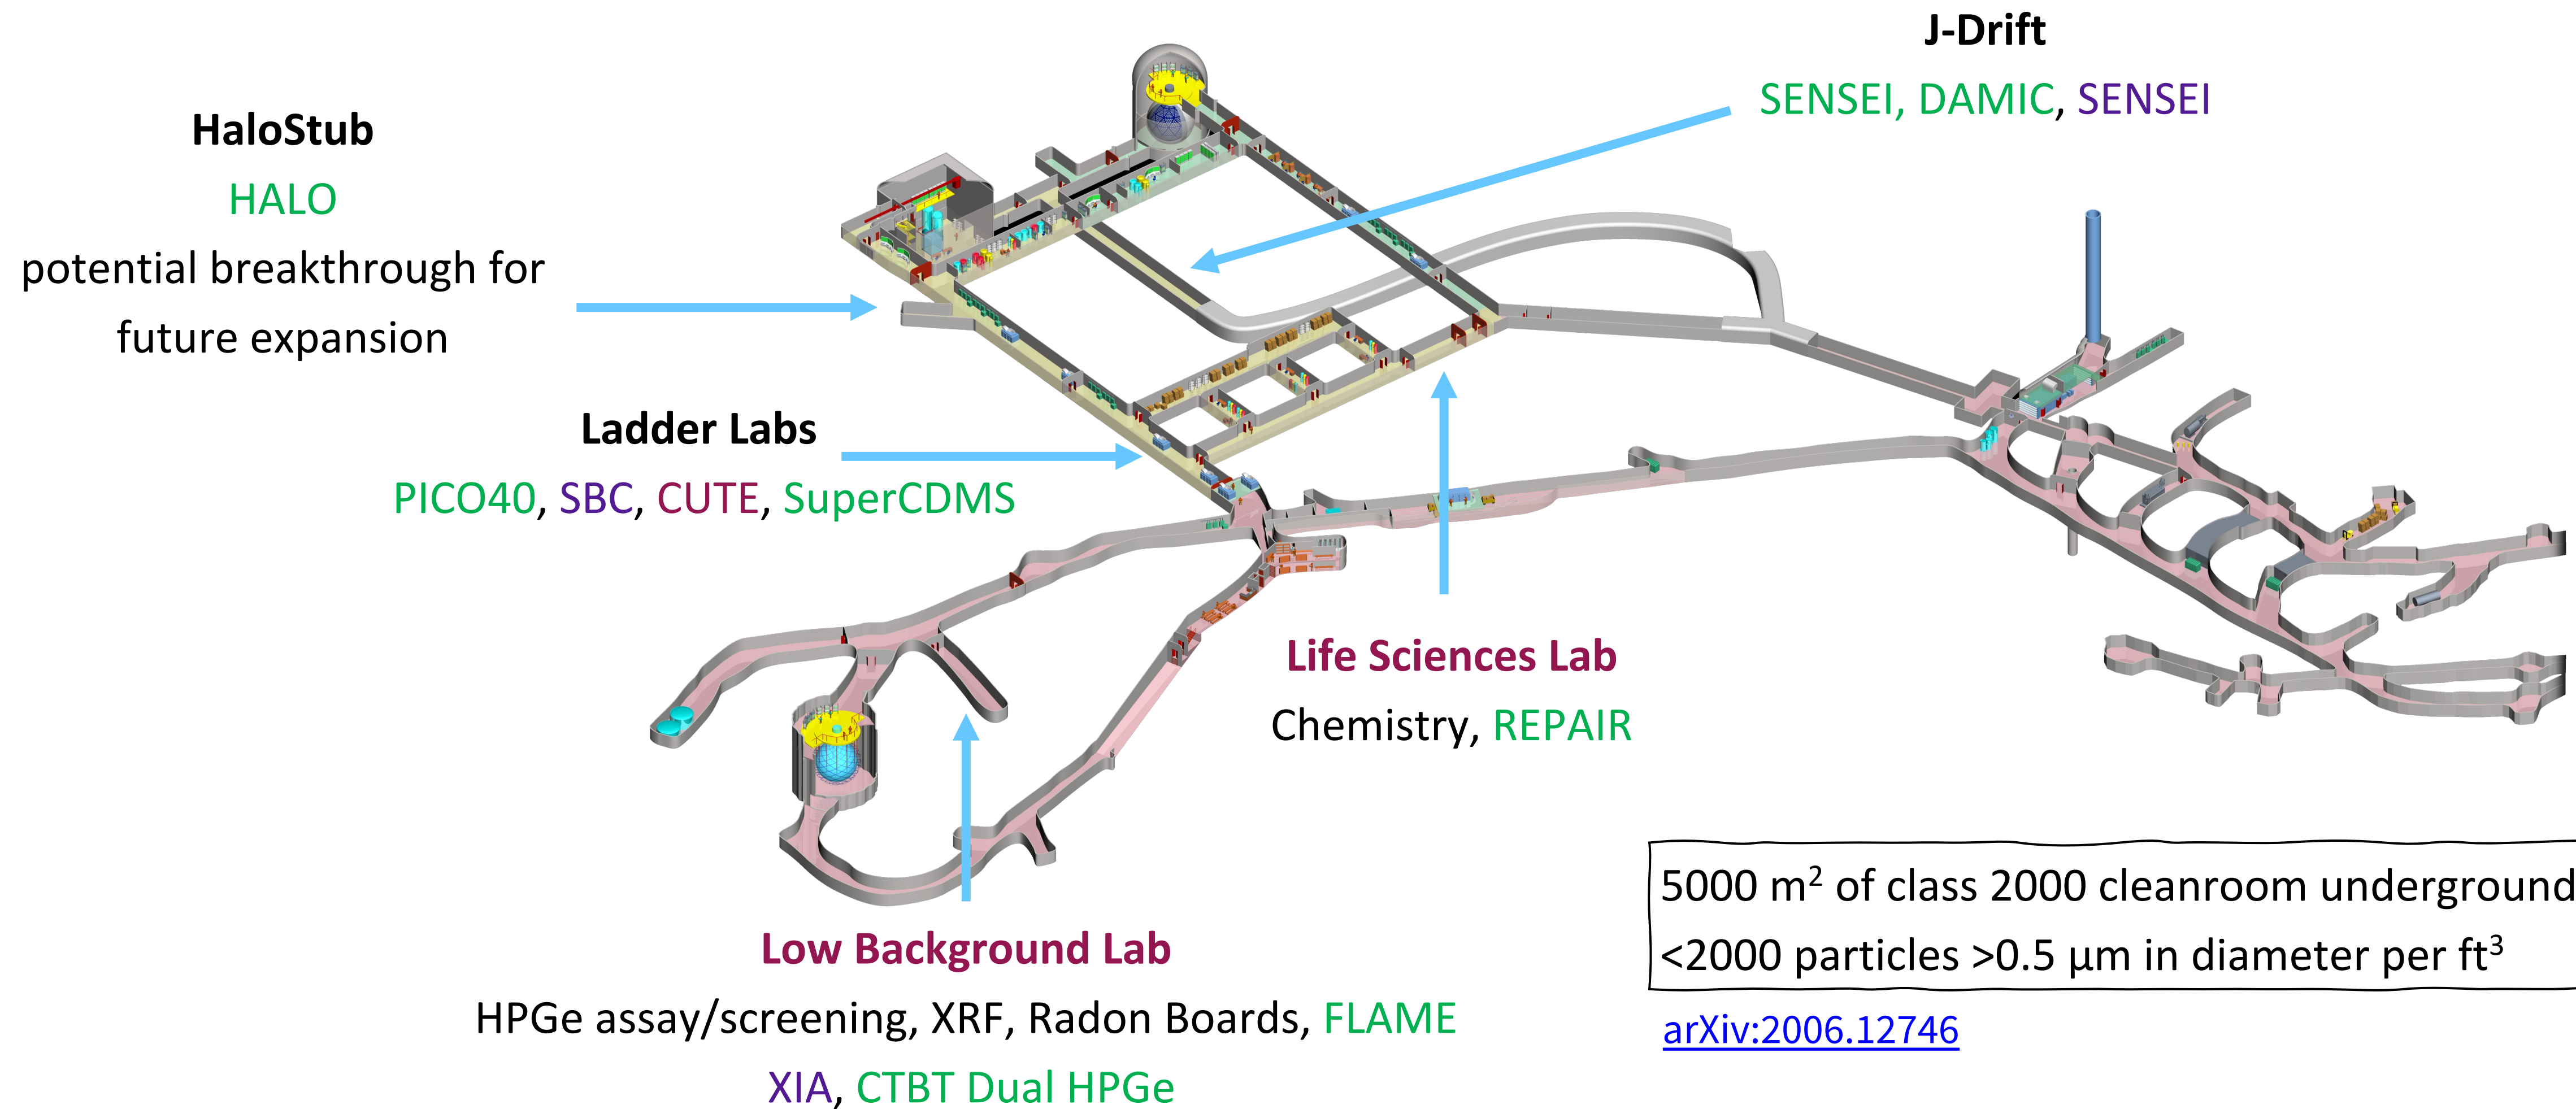 J-Drift
SENSEI, DAMIC, SENSEI
HaloStub
HALO
potential breakthrough for
future expansion
Ladder Labs
PICO40, SBC, CUTE, SuperCDMS
Life Sciences Lab
Chemistry, REPAIR
Low Background Lab
HPGe assay/screening, XRF, Radon Boards, FLAME
XIA, CTBT Dual HPGe
5000 m² of class 2000 cleanroom underground
<2000 particles >0.5 µm in diameter per ft³
arXiv:2006.12746